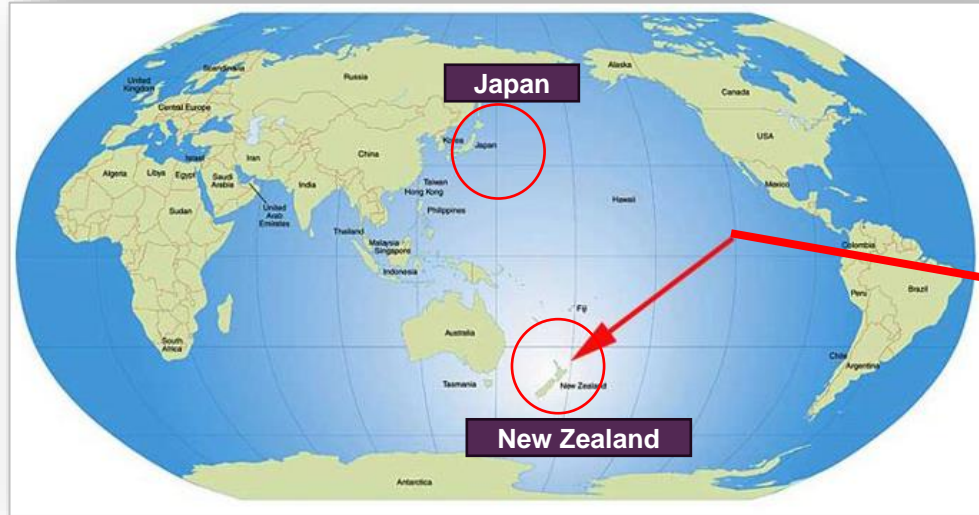 Alaska
Scandinavia
Russia
United
Kingdom
Canada
Japan
Central Europe
USA
Korea
Japan
China
Israel
Iran
Algeria
Libya
Egypt
Saudi
Arabia
India
Taiwan
Hong Kong
Mexico
Hawaii
Sudan
United
Arab
Emirates
Philippines
Thailand
Malaysia
Singapore
Colombia
Indonesia
Peru
Brazil
Fiji
Australia
South
Africa
Chile
Argentina
Tasmania
New Zealand
New Zealand
Antarctica